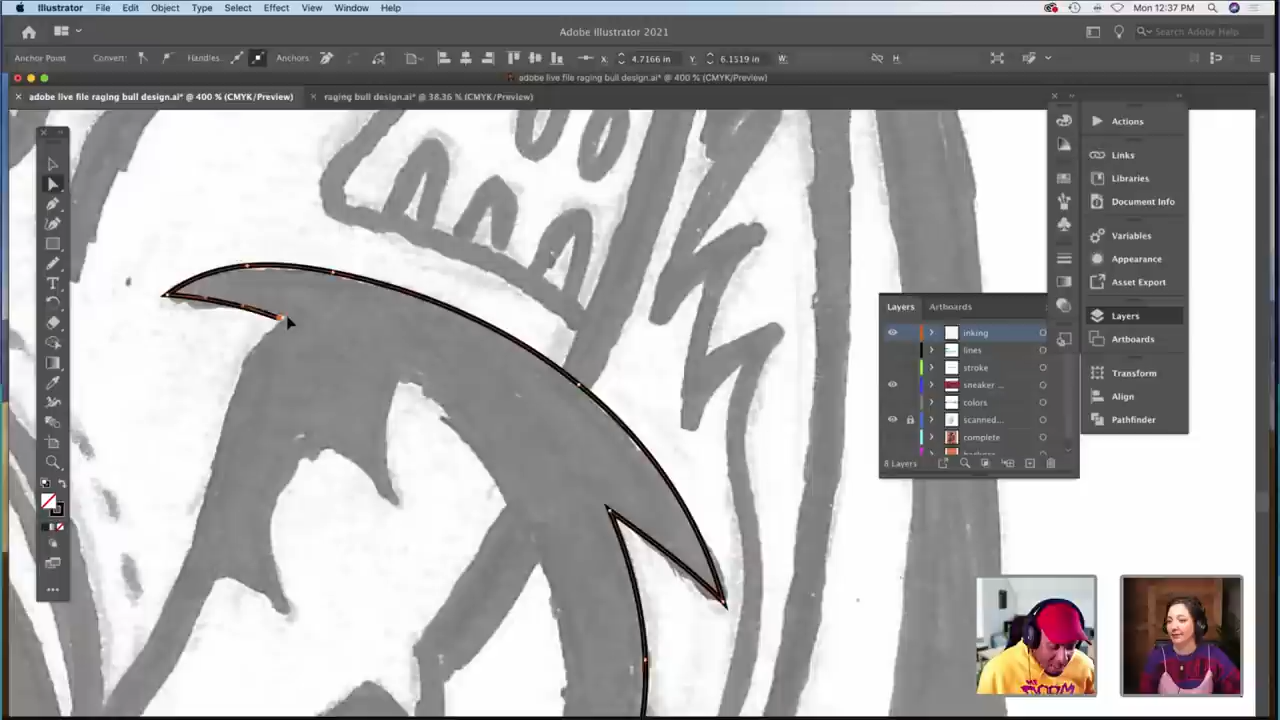 Illustrator File Edit Object Type Select Effect View Window Help Mon 12:37 PM
Adobe Illustrator 2021 Search Adobe Help
Anchor Point Convert: Handles: Anchors: X: 4.7166 in Y: 6.1519 in W: H:
adobe live file raging bull design.ai* @ 400 % (CMYK/Preview)
adobe live file raging bull design.ai* @ 400 % (CMYK/Preview) raging bull design.ai* @ 38.36 % (CMYK/Preview)
Actions
Links
Libraries
Document Info
Variables
Appearance
Asset Export
Layers
Artboards
Transform
Align
Pathfinder
Layers Artboards
inking
lines
stroke
sneaker ...
colors
scanned...
complete
8 Layers
DOOM